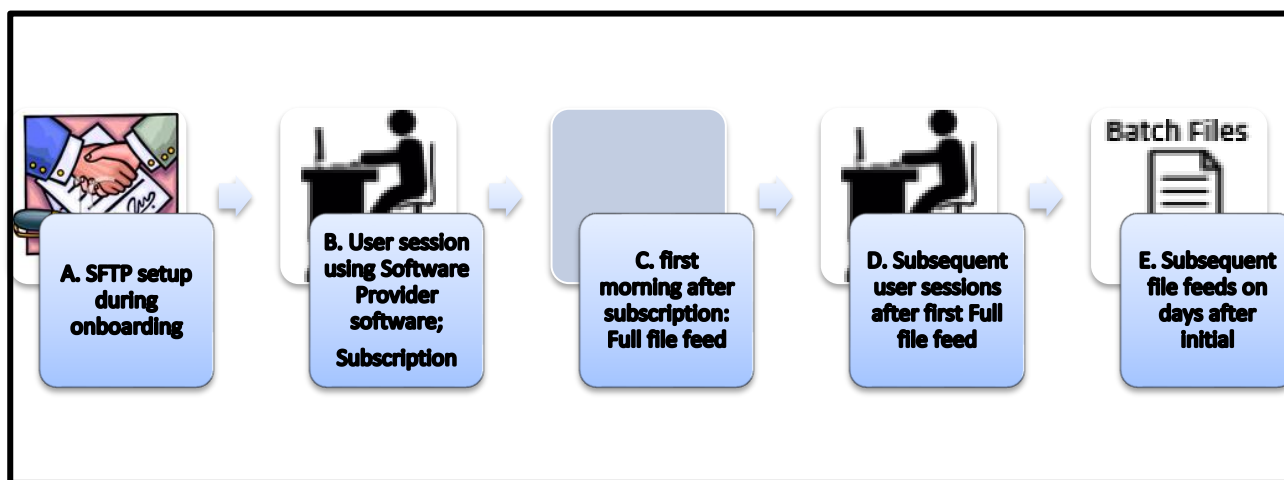 Batch Files
A. SFTP setup
during
onboarding
B. User session
using Software
Provider
software;
Subscription
C. first
morning after
subscription:
Full file feed
D. Subsequent
user sessions
after first Full
file feed
E. Subsequent
file feeds on
days after
initial